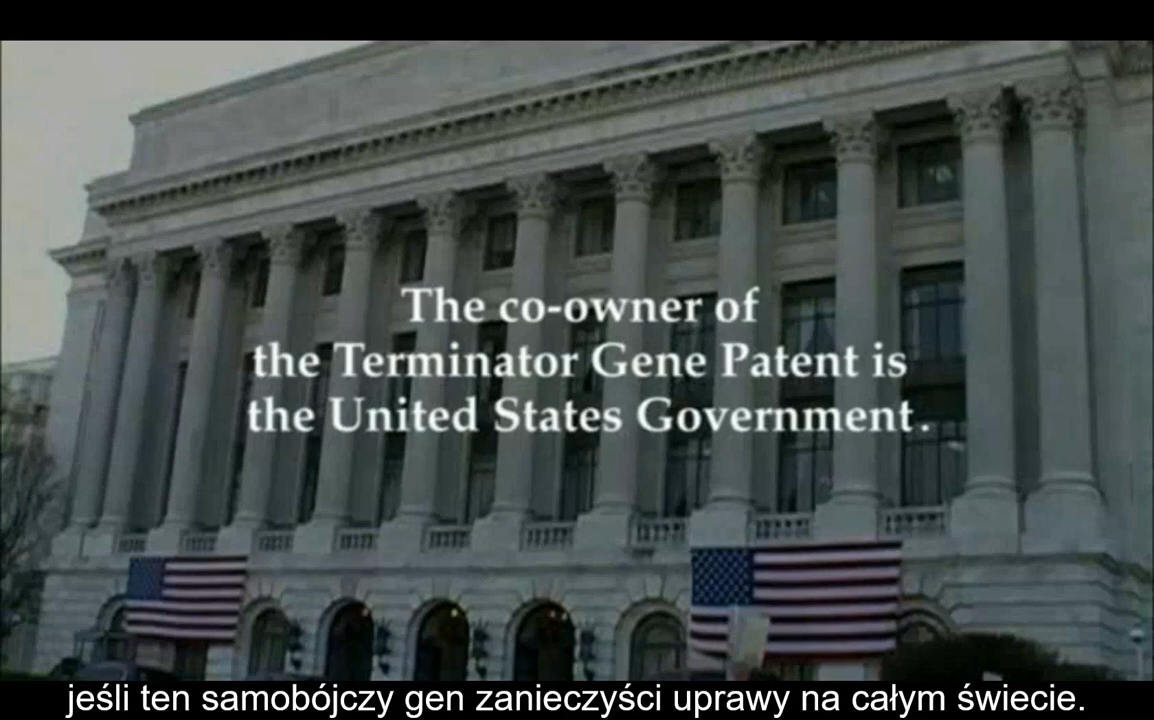 The co-owner of
the Terminator Gene Patent is
the United States Government.
jeśli ten samobójczy gen zanieczyści uprawy na całym świecie.